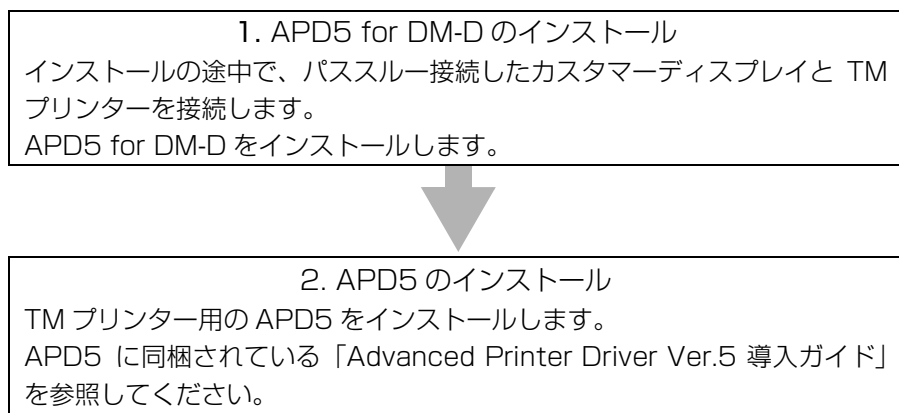 1. APD5 for DM-D のインストール
インストールの途中で、パススルー接続したカスタマーディスプレイと TM
プリンターを接続します。
APD5 for DM-D をインストールします。
2. APD5 のインストール
TM プリンター用の APD5 をインストールします。
APD5 に同梱されている「Advanced Printer Driver Ver.5 導入ガイド」
を参照してください。